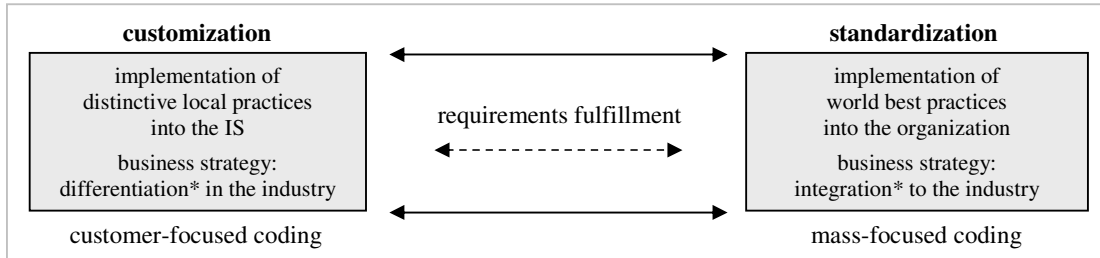 customization
implementation of
distinctive local practices
into the IS
business strategy:
differentiation* in the industry
customer-focused coding
requirements fulfillment
standardization
implementation of
world best practices
into the organization
business strategy:
integration* to the industry
mass-focused coding